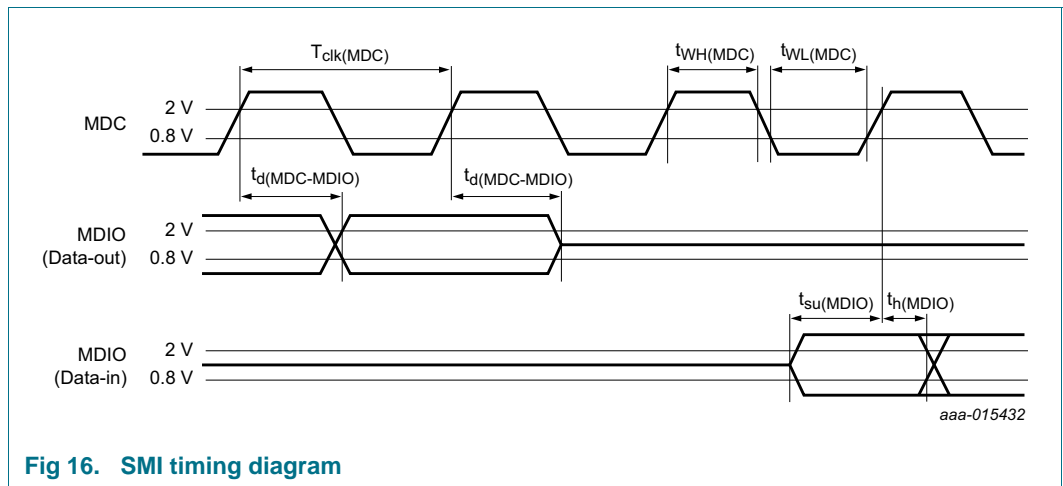 Tclk(MDC)
tWH(MDC)
tWL(MDC)
MDC
2 V
0.8 V
td(MDC-MDIO)
td(MDC-MDIO)
MDIO
(Data-out)
2 V
0.8 V
tsu(MDIO)
th(MDIO)
MDIO
(Data-in)
2 V
0.8 V
aaa-015432
Fig 16. SMI timing diagram